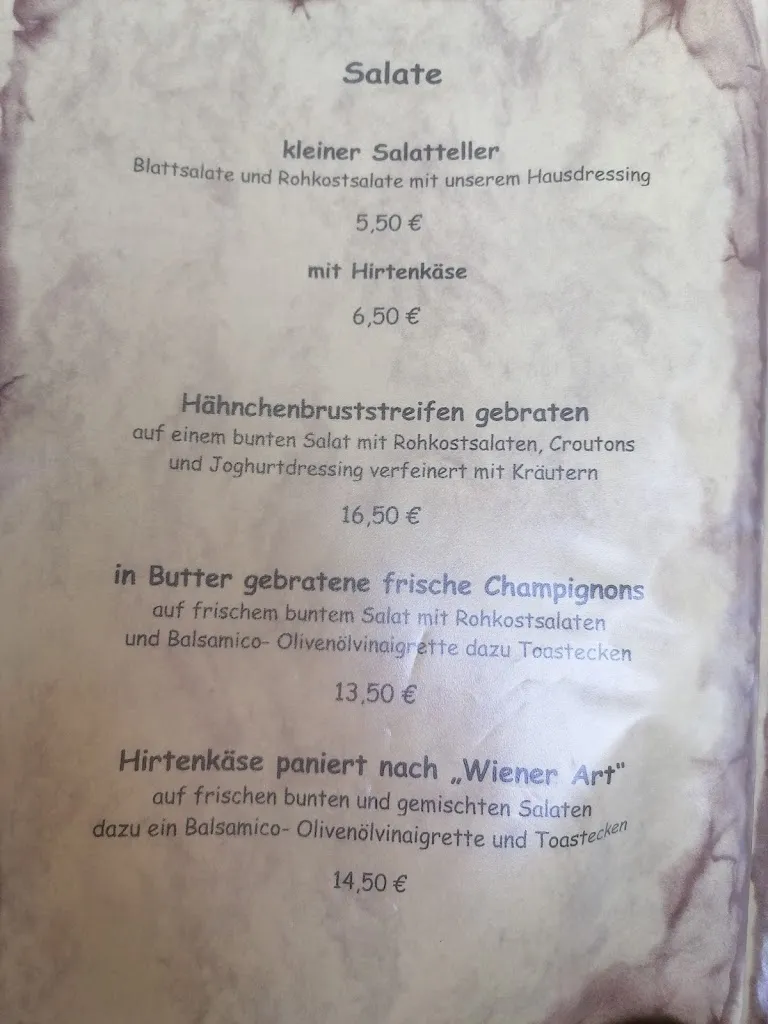 Salate
kleiner Salatteller
Blattsalate und Rohkostsalate mit unserem Hausdressing
5,50 €
mit Hirtenkäse
6,50 €
Hähnchenbruststreifen gebraten
auf einem bunten Salat mit Rohkostsalaten, Croutons
und Joghurtdressing verfeinert mit Kräutern
16,50 €
in Butter gebratene frische Champignons
auf frischem buntem Salat mit Rohkostsalaten
und Balsamico- Olivenölvinaigrette dazu Toastecken
13,50 €
Hirtenkäse paniert nach „Wiener Art"
auf frischen bunten und gemischten Salaten
dazu ein Balsamico- Olivenölvinaigrette und Toastecken
14,50 €